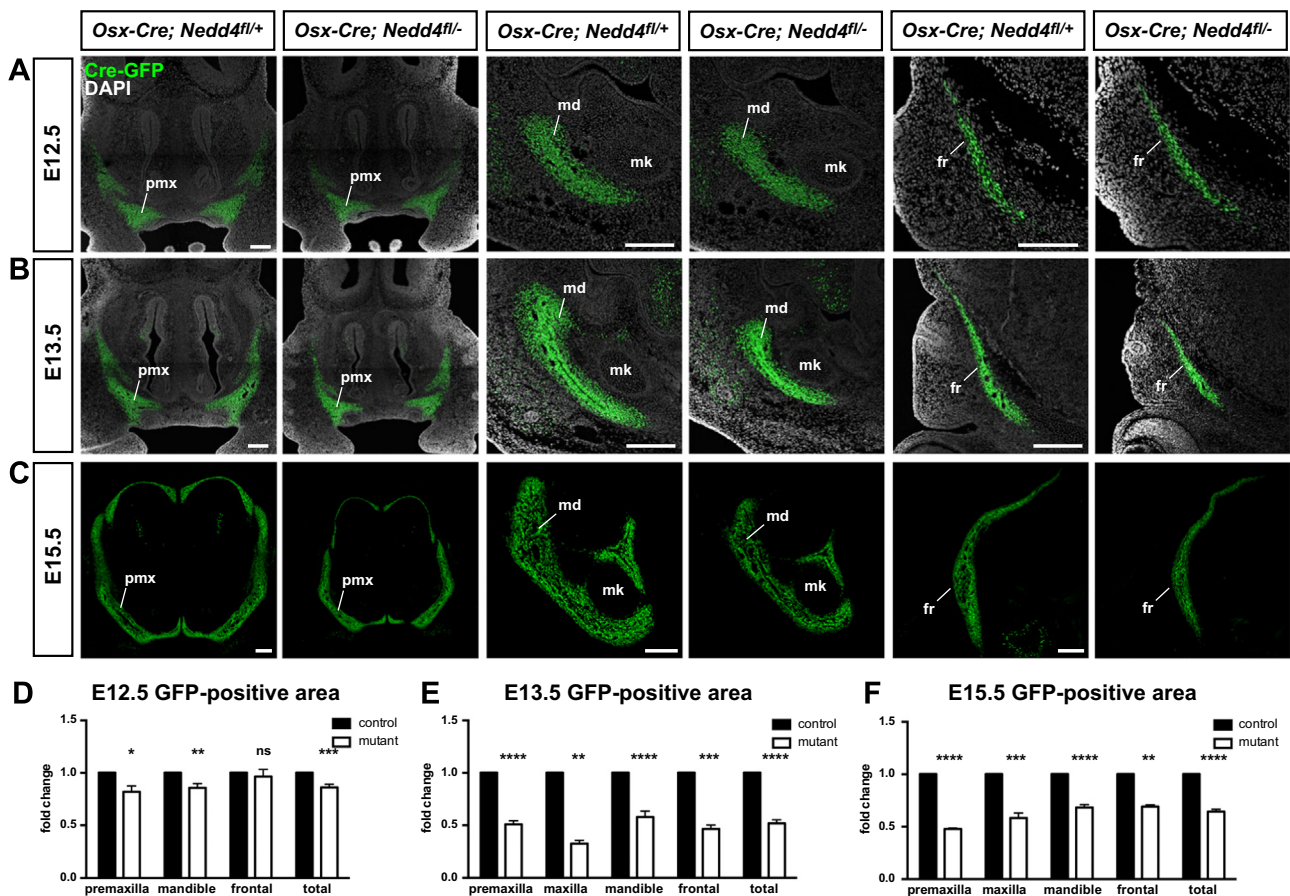 Osx-Cre; Nedd4fl/+
Osx-Cre; Nedd4fl/-
Osx-Cre; Nedd4fl/+
Osx-Cre; Nedd4fl/-
Osx-Cre; Nedd4fl/+
Osx-Cre; Nedd4fl/-
A
E12.5
Cre-GFP
DAPI
pmx
pmx
md
mk
md
mk
fr
fr
B
E13.5
pmx
pmx
md
mk
md
mk
fr
fr
C
E15.5
pmx
pmx
md
mk
md
mk
fr
fr
D
E12.5 GFP-positive area
control
mutant
fold change
1.5
1.0
0.5
0.0
* ** ns ***
premaxilla mandible frontal total
E
E13.5 GFP-positive area
control
mutant
fold change
1.5
1.0
0.5
0.0
**** ** **** *** ****
premaxilla maxilla mandible frontal total
F
E15.5 GFP-positive area
control
mutant
fold change
1.5
1.0
0.5
0.0
**** *** **** ** ****
premaxilla maxilla mandible frontal total